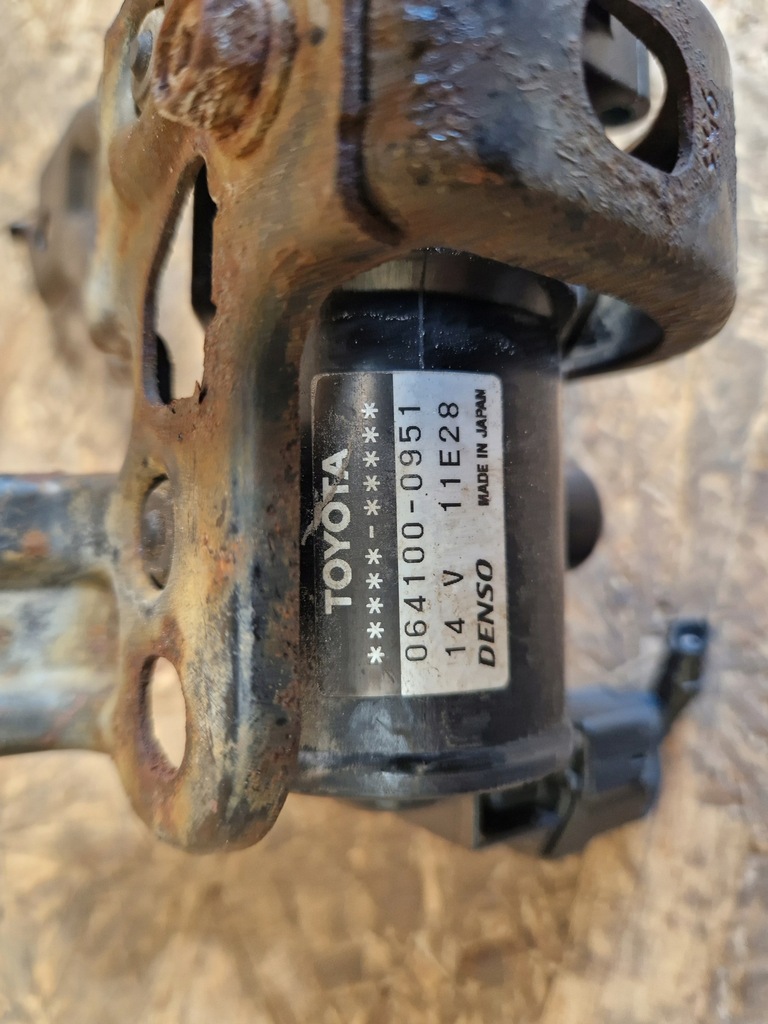 TOYOTA
*****-*****
064100-0951
14 V 11E28
DENSO MADE IN JAPAN